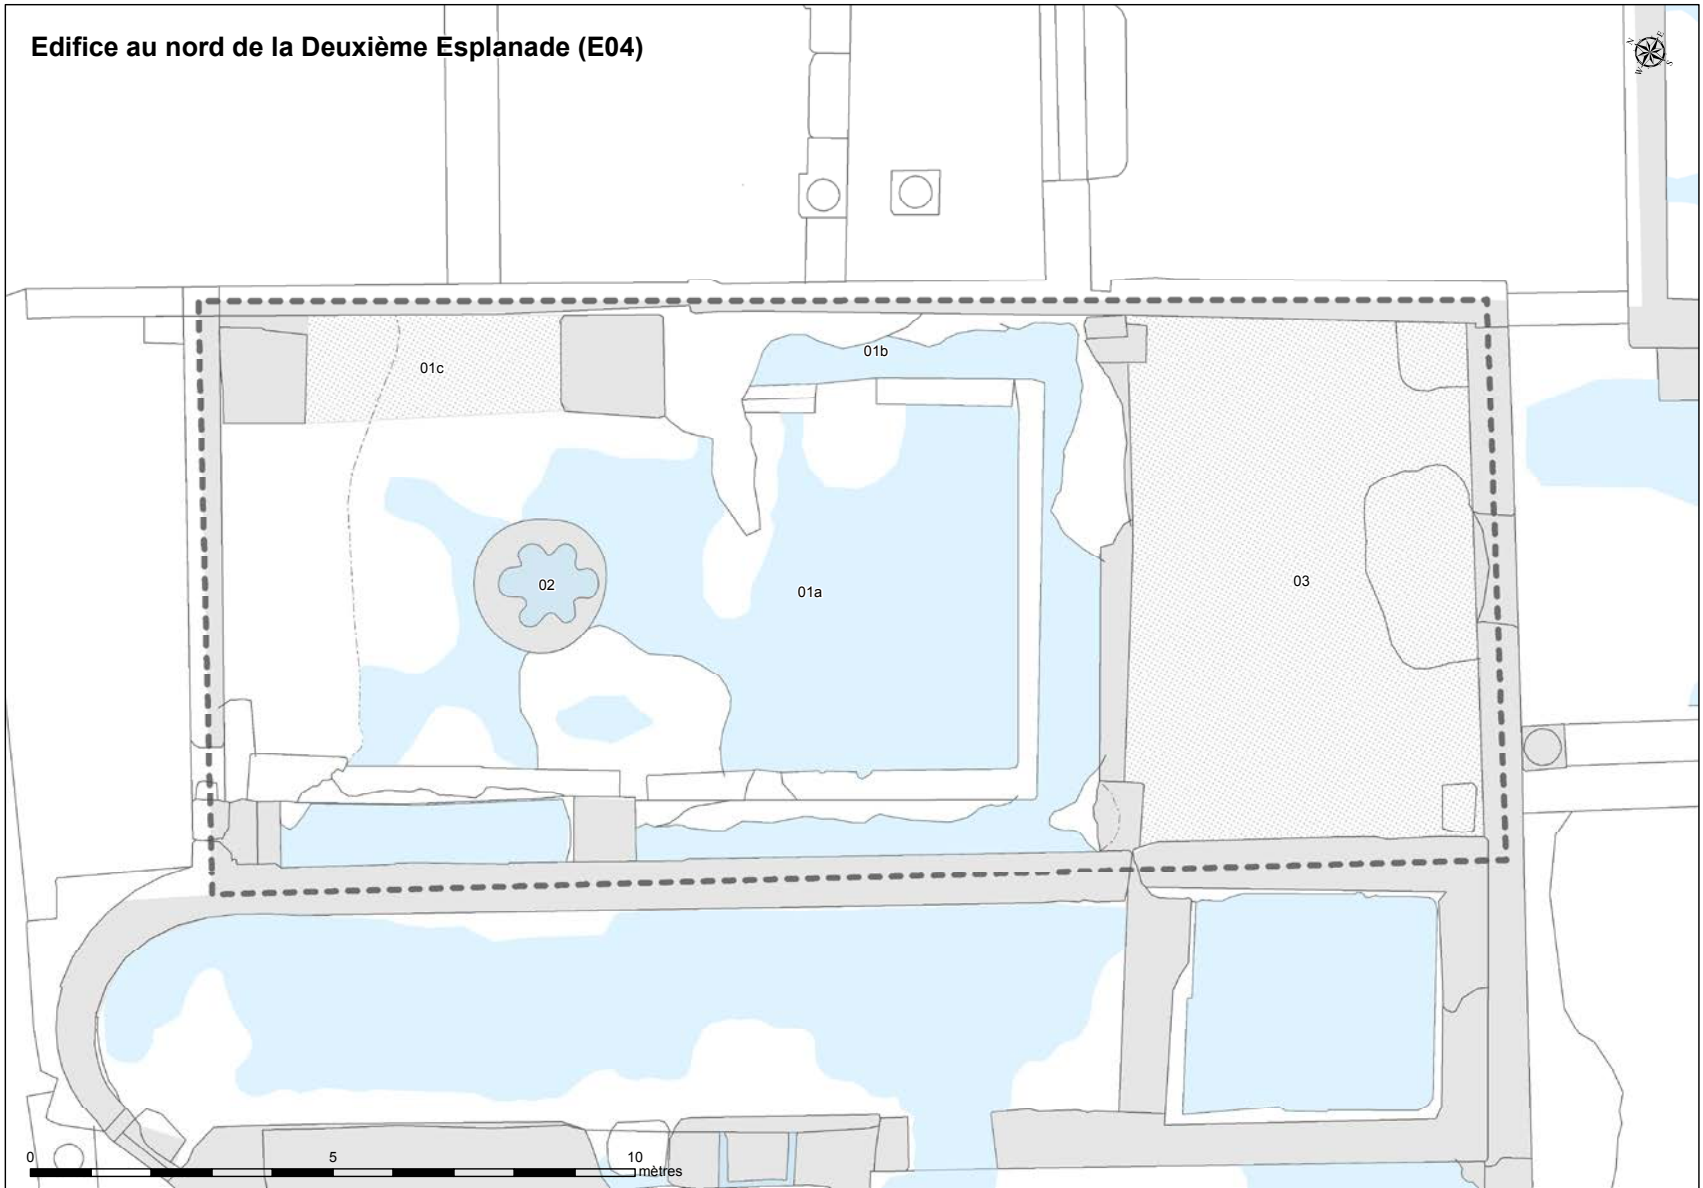 Edifice au nord de la Deuxième Esplanade (E04)
N
E
W
S
01b
01c
02
01a
03
0
5
10
mètres